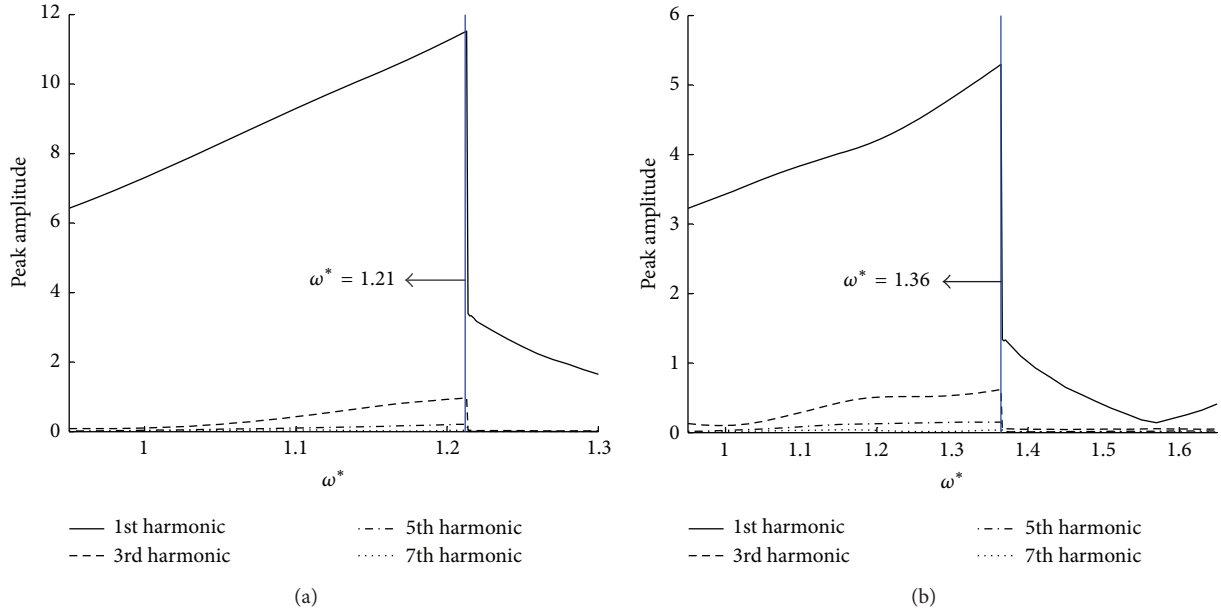 12
10
8
6
4
2
0
Peak amplitude
ω* = 1.21
1
1.1
1.2
1.3
ω*
1st harmonic
3rd harmonic
5th harmonic
7th harmonic
(a)
6
5
4
3
2
1
0
Peak amplitude
ω* = 1.36
1
1.1
1.2
1.3
1.4
1.5
1.6
ω*
1st harmonic
3rd harmonic
5th harmonic
7th harmonic
(b)